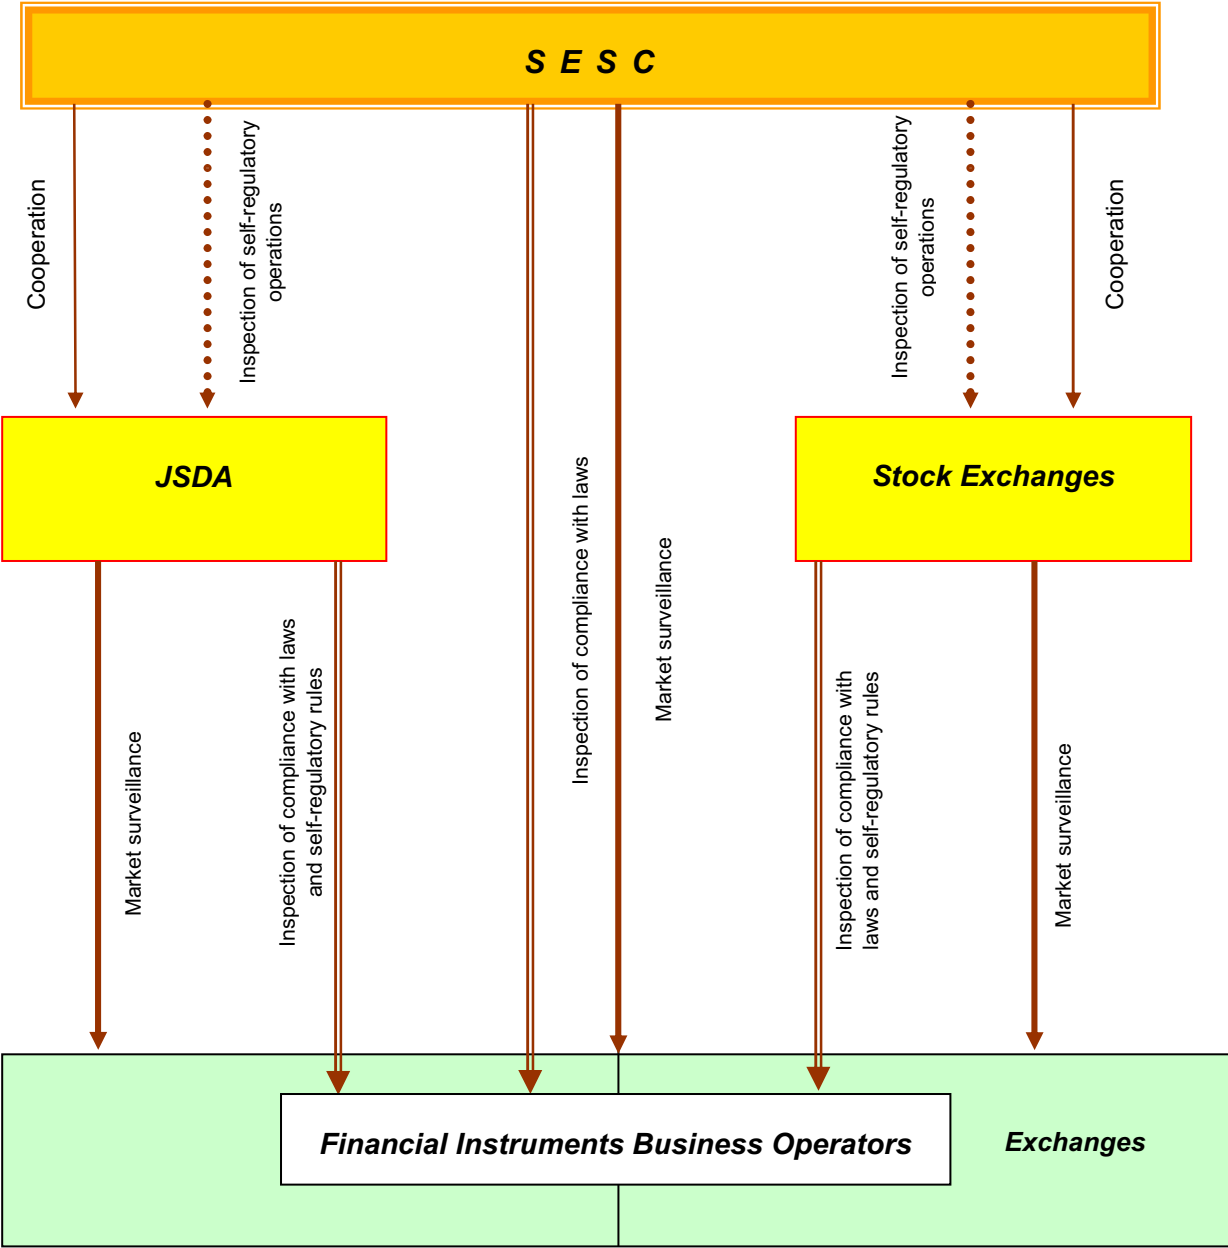 S E S C
Cooperation
Inspection of self-regulatory
operations
Inspection of self-regulatory
operations
Cooperation
JSDA
Stock Exchanges
Inspection of compliance with laws
Market surveillance
Market surveillance
Inspection of compliance with laws
and self-regulatory rules
Inspection of compliance with
laws and self-regulatory rules
Market surveillance
Financial Instruments Business Operators
Exchanges